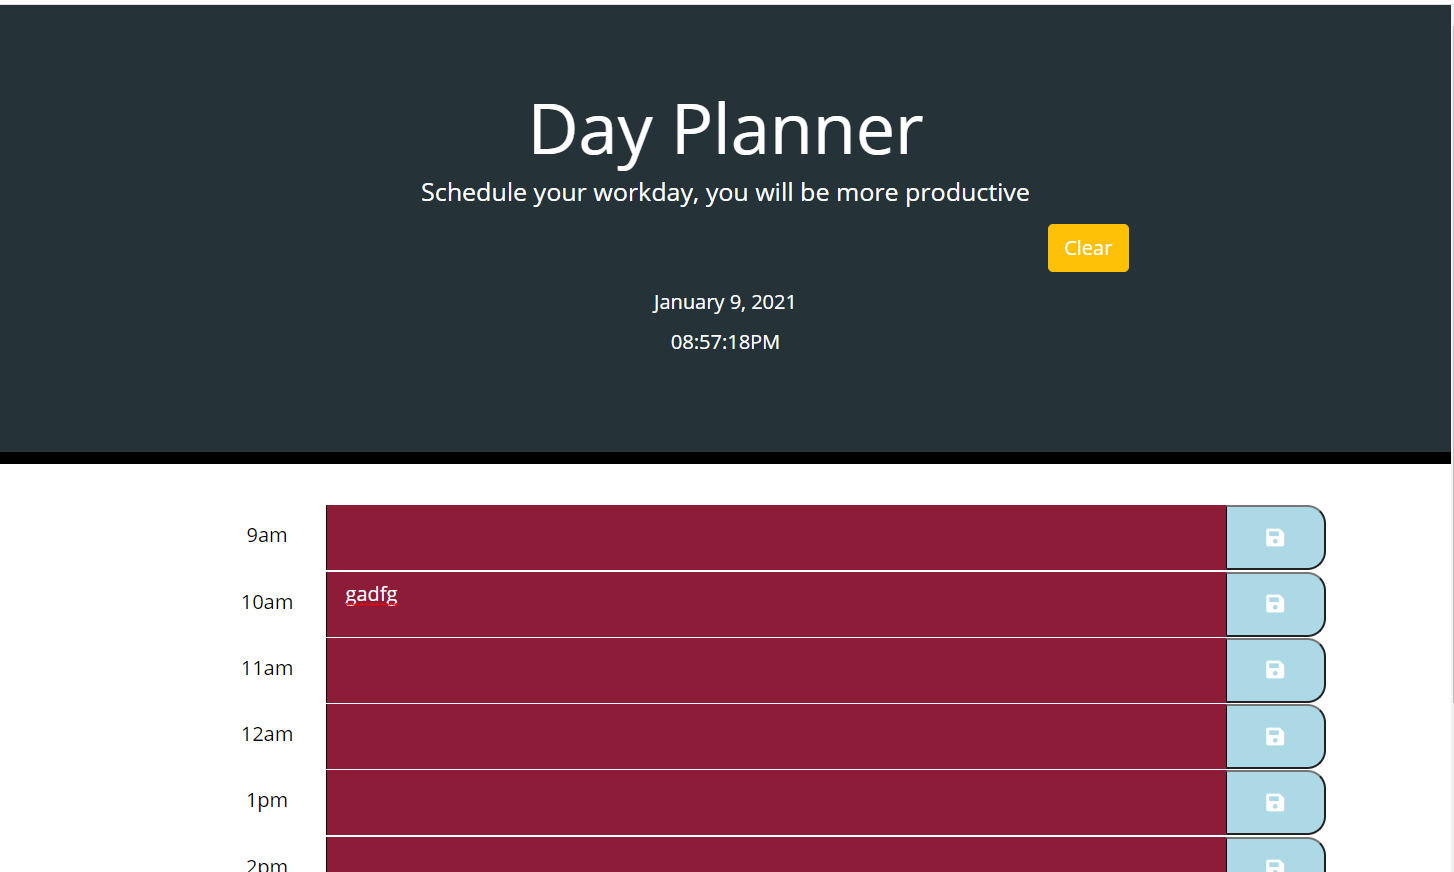 Day Planner
Schedule your workday, you will be more productive
Clear
January 9, 2021
08:57:18PM
9am
10am
gadfg
11am
12am
1pm
2pm